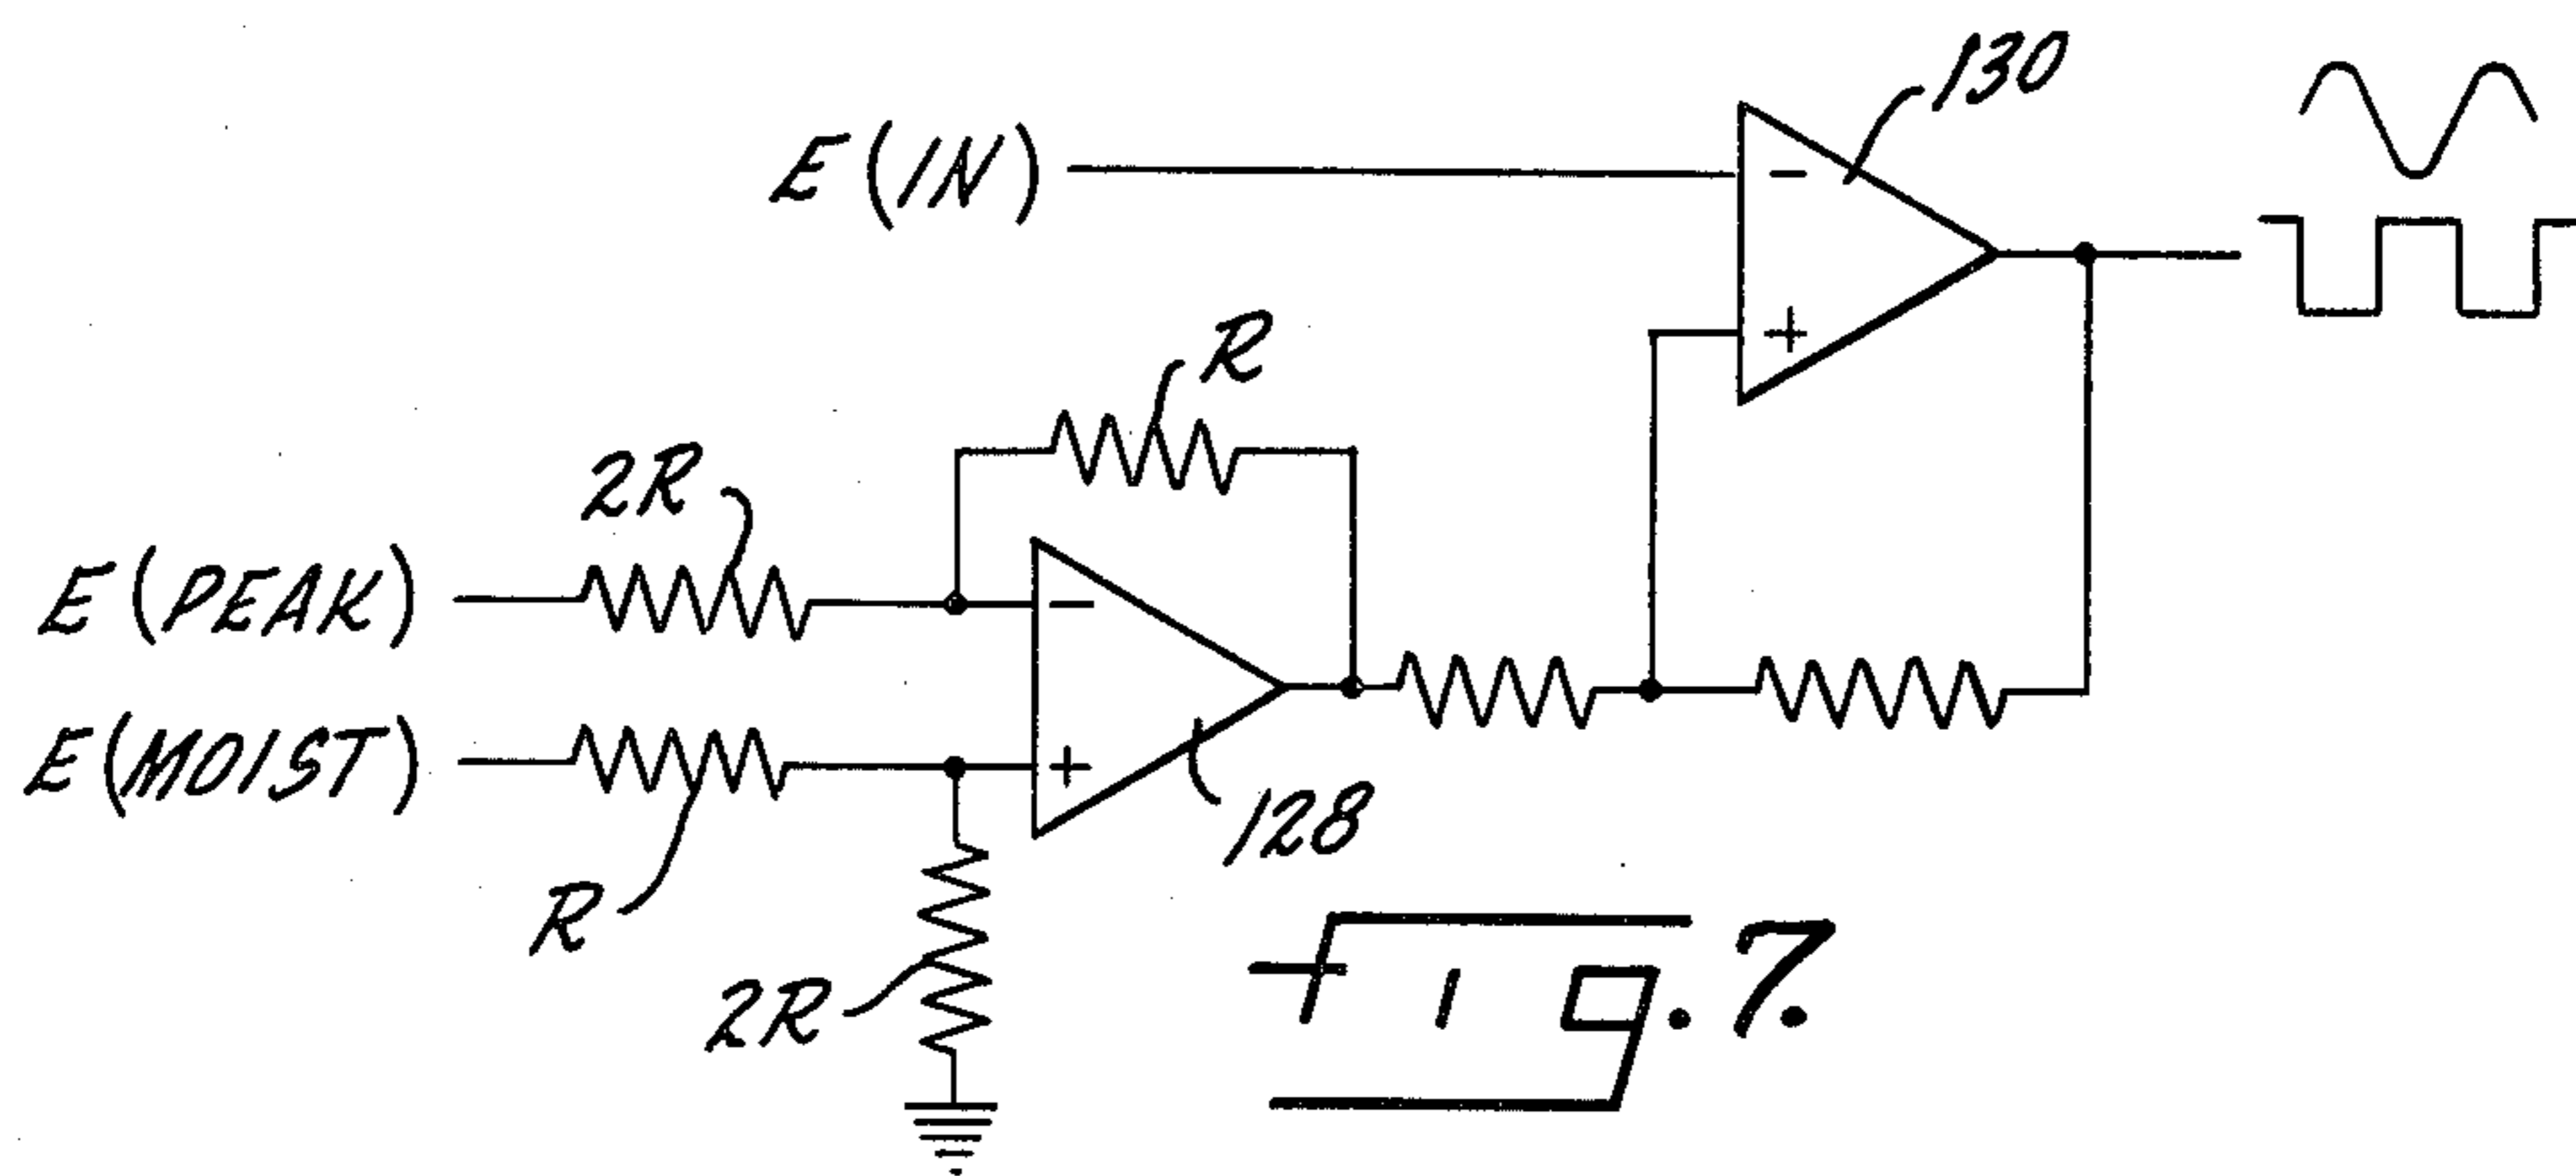 130
E(IN)
-
+
R
2R
E(PEAK)
-
E(MOIST)
+
128
R
2R
Fig. 7.